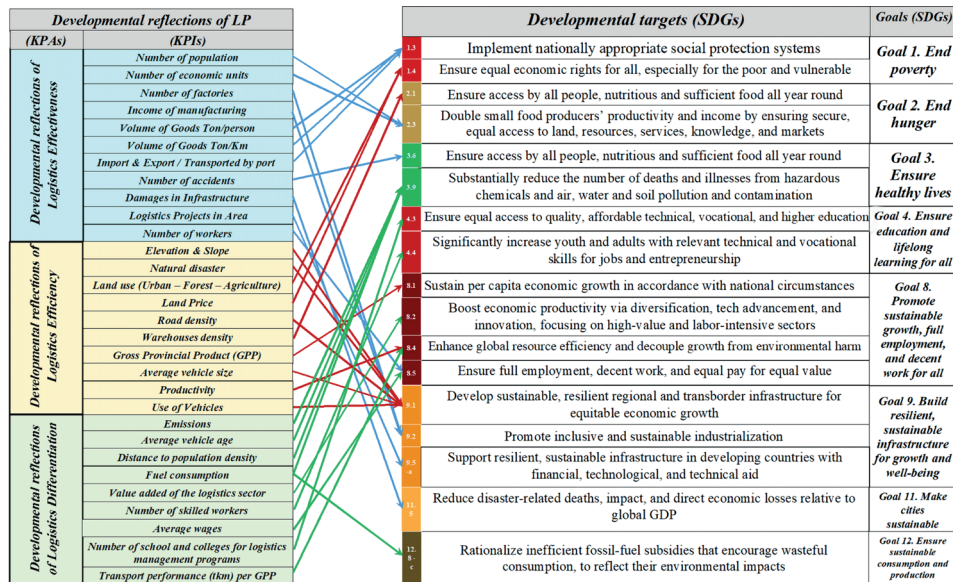 Developmental reflections of LP
(KPAs)
(KPIs)
Developmental reflections of
Logistics Effectiveness
Number of population
Number of economic units
Number of factories
Income of manufacturing
Volume of Goods Ton/person
Volume of Goods Ton/Km
Import & Export / Transported by port
Number of accidents
Damages in Infrastructure
Logistics Projects in Area
Number of workers
Developmental reflections of
Logistics Efficiency
Elevation & Slope
Natural disaster
Land use (Urban – Forest – Agriculture)
Land Price
Road density
Warehouses density
Gross Provincial Product (GPP)
Average vehicle size
Productivity
Use of Vehicles
Developmental reflections
of Logistics Differentiation
Emissions
Average vehicle age
Distance to population density
Fuel consumption
Value added of the logistics sector
Number of skilled workers
Average wages
Number of school and colleges for logistics
management programs
Transport performance (tkm) per GPP
Developmental targets (SDGs)
Goals (SDGs)
1.3
Implement nationally appropriate social protection systems
1.4
Ensure equal economic rights for all, especially for the poor and vulnerable
Goal 1. End
poverty
2.1
Ensure access by all people, nutritious and sufficient food all year round
2.3
Double small food producers' productivity and income by ensuring secure,
equal access to land, resources, services, knowledge, and markets
Goal 2. End
hunger
3.6
Ensure access by all people, nutritious and sufficient food all year round
3.9
Substantially reduce the number of deaths and illnesses from hazardous
chemicals and air, water and soil pollution and contamination
Goal 3.
Ensure
healthy lives
4.3
Ensure equal access to quality, affordable technical, vocational, and higher education
4.4
Significantly increase youth and adults with relevant technical and vocational
skills for jobs and entrepreneurship
Goal 4. Ensure
education and
lifelong
learning for all
8.1
Sustain per capita economic growth in accordance with national circumstances
8.2
Boost economic productivity via diversification, tech advancement, and
innovation, focusing on high-value and labor-intensive sectors
8.4
Enhance global resource efficiency and decouple growth from environmental harm
8.5
Ensure full employment, decent work, and equal pay for equal value
Goal 8.
Promote
sustainable
growth, full
employment,
and decent
work for all
9.1
Develop sustainable, resilient regional and transborder infrastructure for
equitable economic growth
9.2
Promote inclusive and sustainable industrialization
9.5
-a
Support resilient, sustainable infrastructure in developing countries with
financial, technological, and technical aid
Goal 9. Build
resilient,
sustainable
infrastructure
for growth and
well-being
11.
5
Reduce disaster-related deaths, impact, and direct economic losses relative to
global GDP
Goal 11. Make
cities
sustainable
12.
8 -
c
Rationalize inefficient fossil-fuel subsidies that encourage wasteful
consumption, to reflect their environmental impacts
Goal 12. Ensure
sustainable
consumption and
production